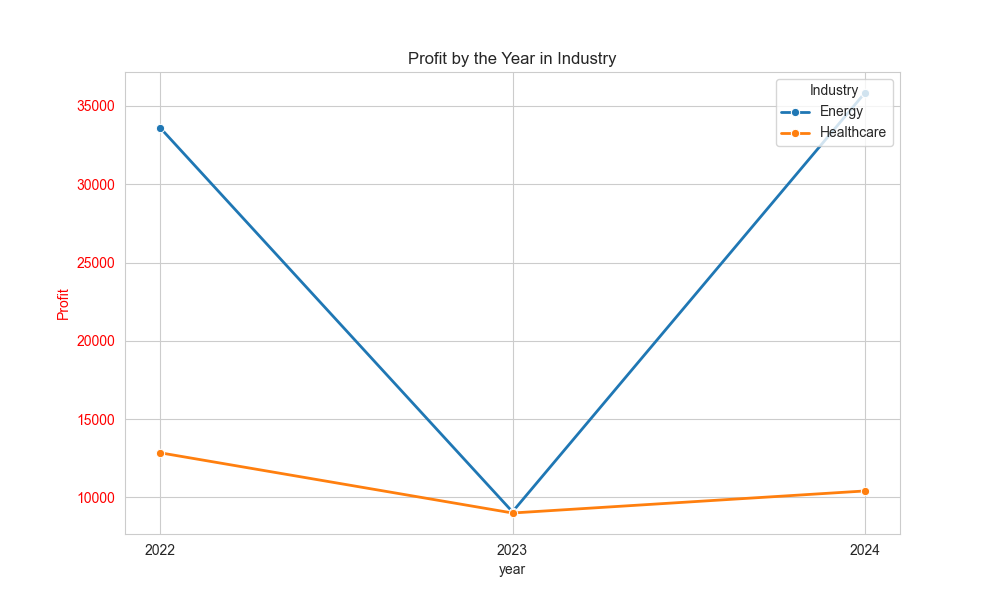 Profit by the Year in Industry
Industry
Energy
Healthcare
35000
30000
25000
20000
15000
10000
Profit
2022
2023
2024
year